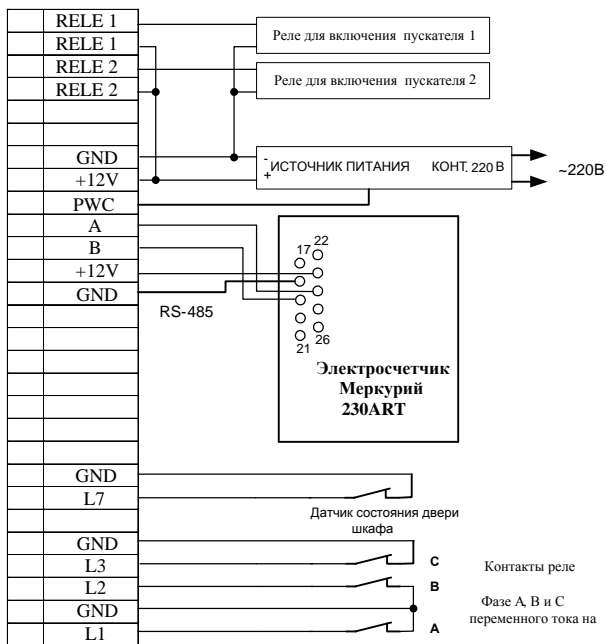 RELE 1
RELE 1
RELE 2
RELE 2
GND
+12V
PWC
A
B
+12V
GND
GND
L7
GND
L3
L2
GND
L1
Реле для включения пускателя 1
Реле для включения пускателя 2
- ИСТОЧНИК ПИТАНИЯ КОНТ. 220 В
+
~220В
RS-485
17 22
21 26
Электросчетчик
Меркурий
230ART
Датчик состояния двери
шкафа
C
B
A
Контакты реле
Фазе А, В и С
переменного тока на